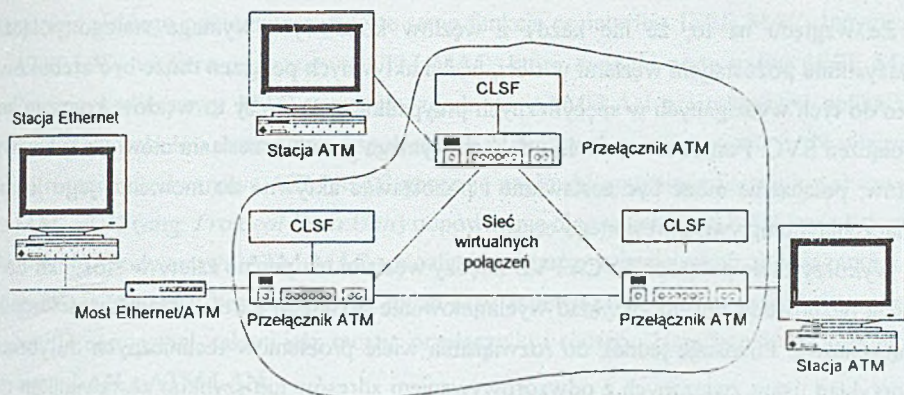 CLSF
Stacja Ethernet
Stacja ATM
Przełącznik ATM
CLSF
Sieć
wirtualnych
połączeń
CLSF
Most Ethernet/ATM
Przełącznik ATM
Przełącznik ATM
Stacja ATM